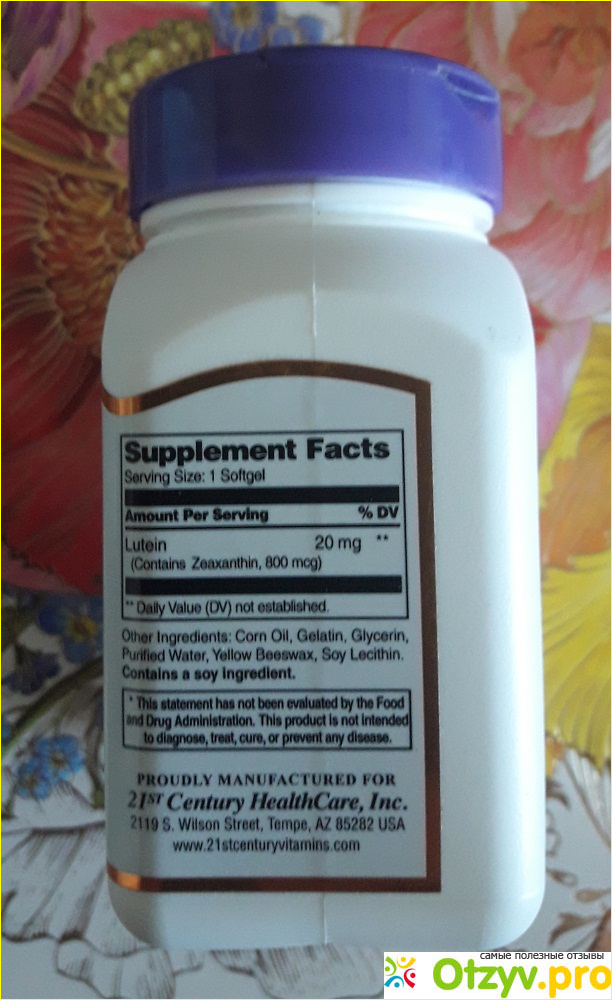 Supplement Facts
Serving Size: 1 Softgel
Amount Per Serving % DV
Lutein 20 mg **
(Contains Zeaxanthin, 800 mcg)
** Daily Value (DV) not established.
Other Ingredients: Corn Oil, Gelatin, Glycerin,
Purified Water, Yellow Beeswax, Soy Lecithin.
Contains a soy ingredient.
* This statement has not been evaluated by the Food
and Drug Administration. This product is not intended
to diagnose, treat, cure, or prevent any disease.
PROUDLY MANUFACTURED FOR
21ST Century HealthCare, Inc.
2119 S. Wilson Street, Tempe, AZ 85282 USA
www.21stcenturyvitamins.com
самые полезные отзывы
Otzyv.pro